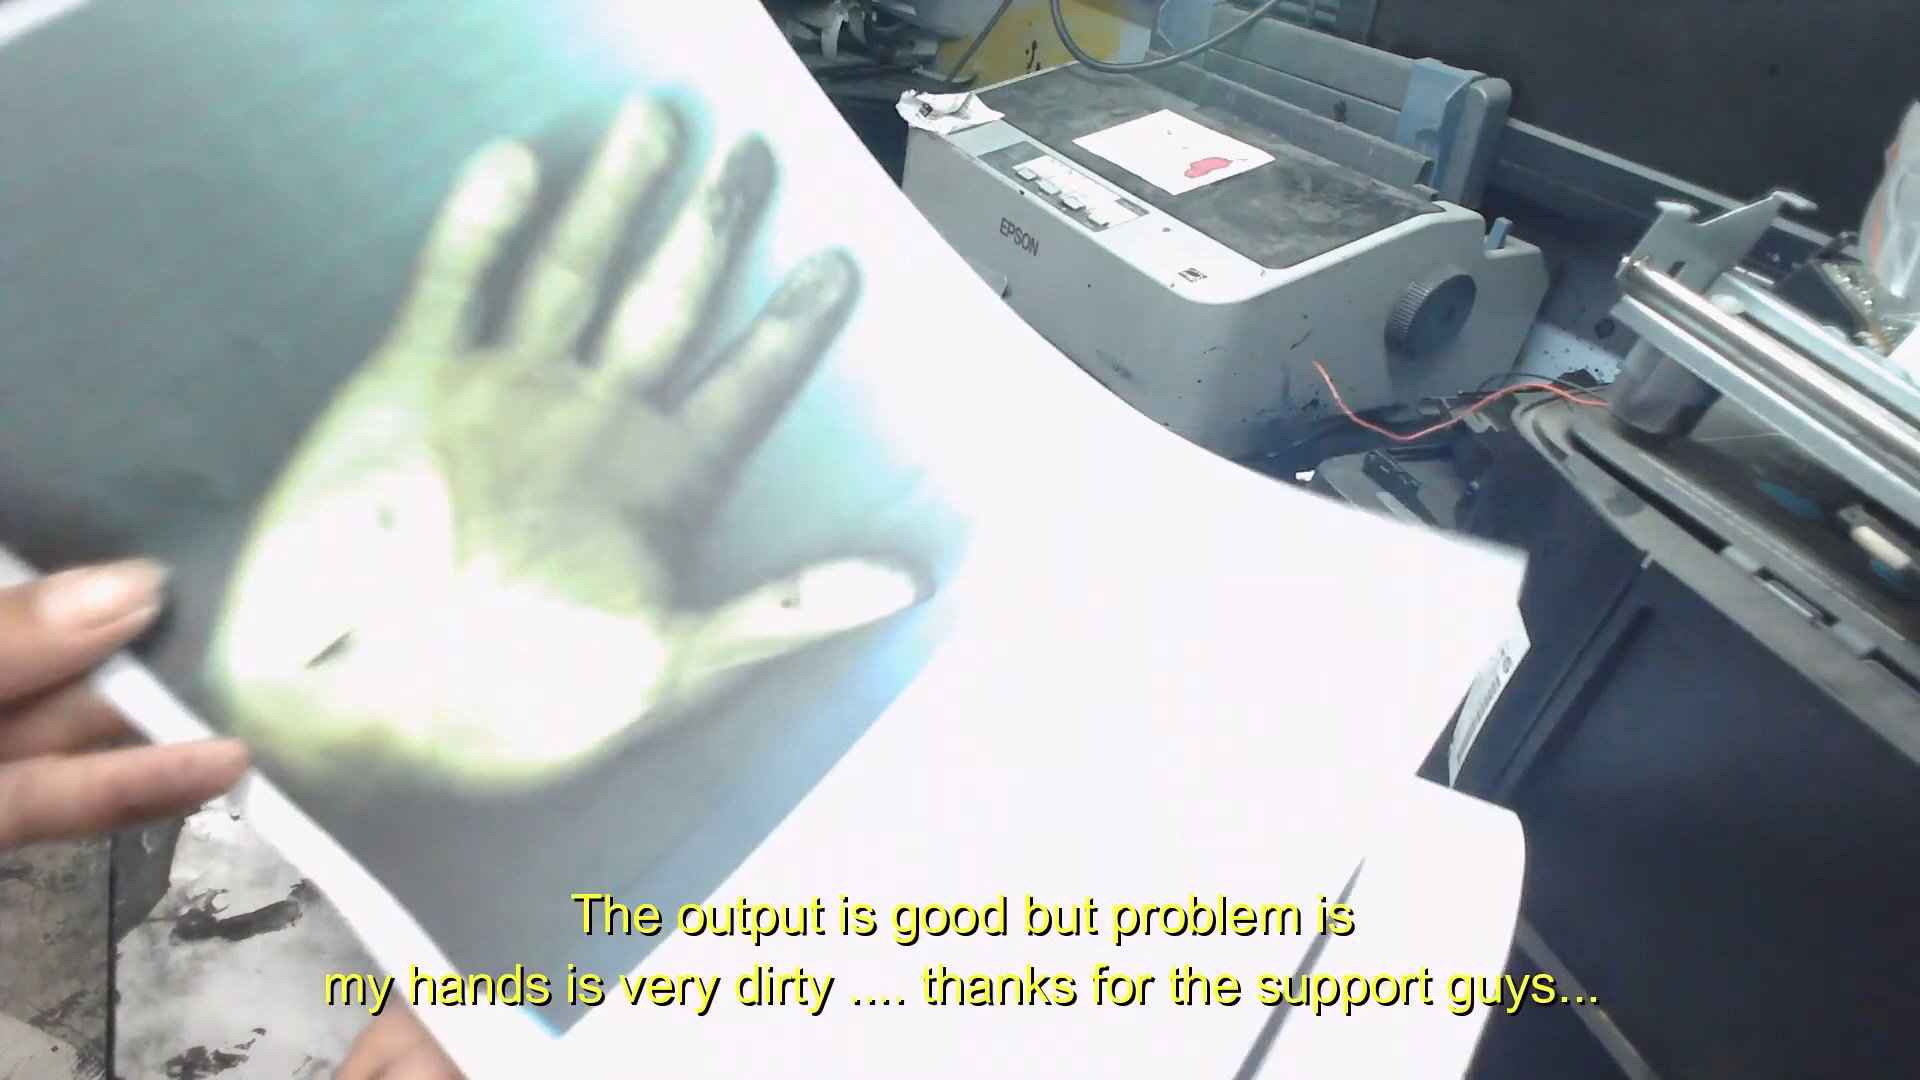 EPSON
The output is good but problem is
my hands is very dirty .... thanks for the support guys...